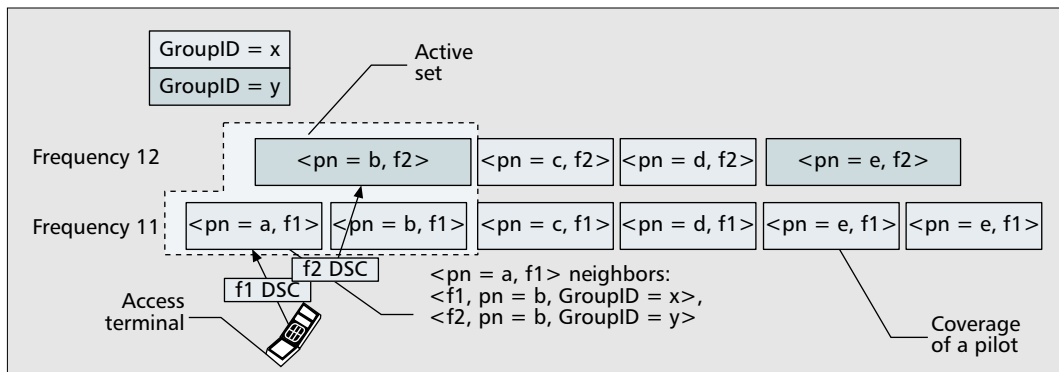 GroupID = x
GroupID = y
Active
set
Frequency 12
<pn = b, f2>
<pn = c, f2>
<pn = d, f2>
<pn = e, f2>
Frequency 11
<pn = a, f1>
<pn = b, f1>
<pn = c, f1>
<pn = d, f1>
<pn = e, f1>
<pn = e, f1>
f2 DSC
f1 DSC
<pn = a, f1> neighbors:
<f1, pn = b, GroupID = x>,
<f2, pn = b, GroupID = y>
Access
terminal
Coverage
of a pilot